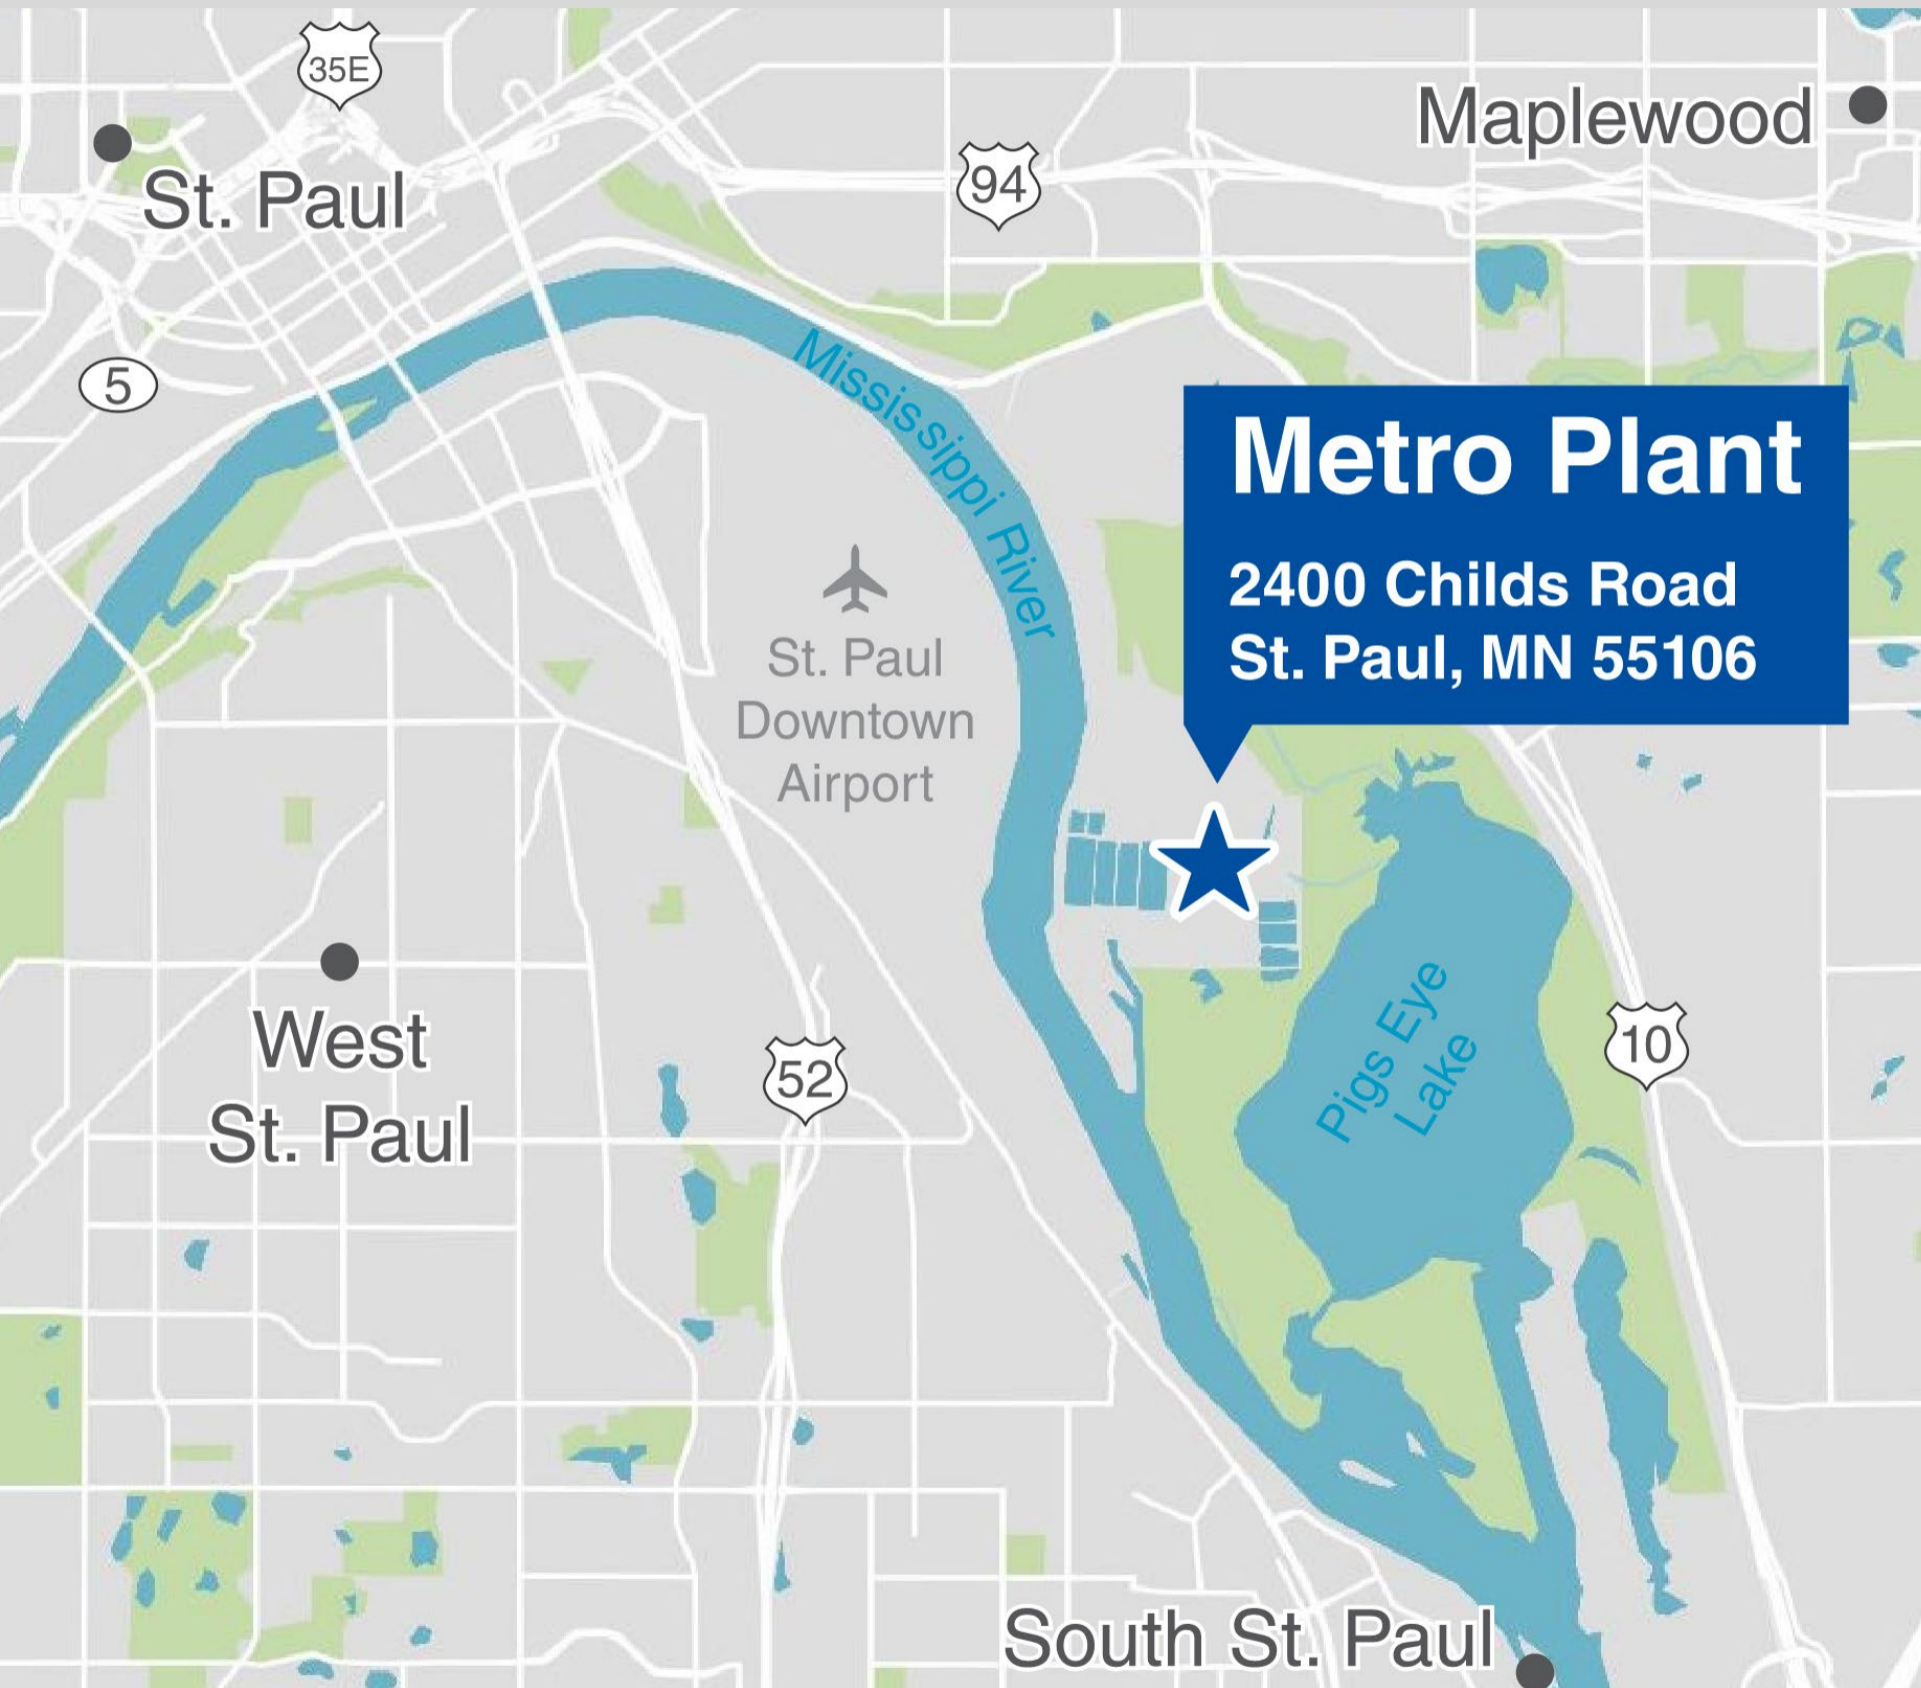 35E
Maplewood
94
St. Paul
5
Mississippi River
Metro Plant
2400 Childs Road
St. Paul, MN 55106
St. Paul
Downtown
Airport
Pigs Eye
Lake
10
West
St. Paul
52
South St. Paul